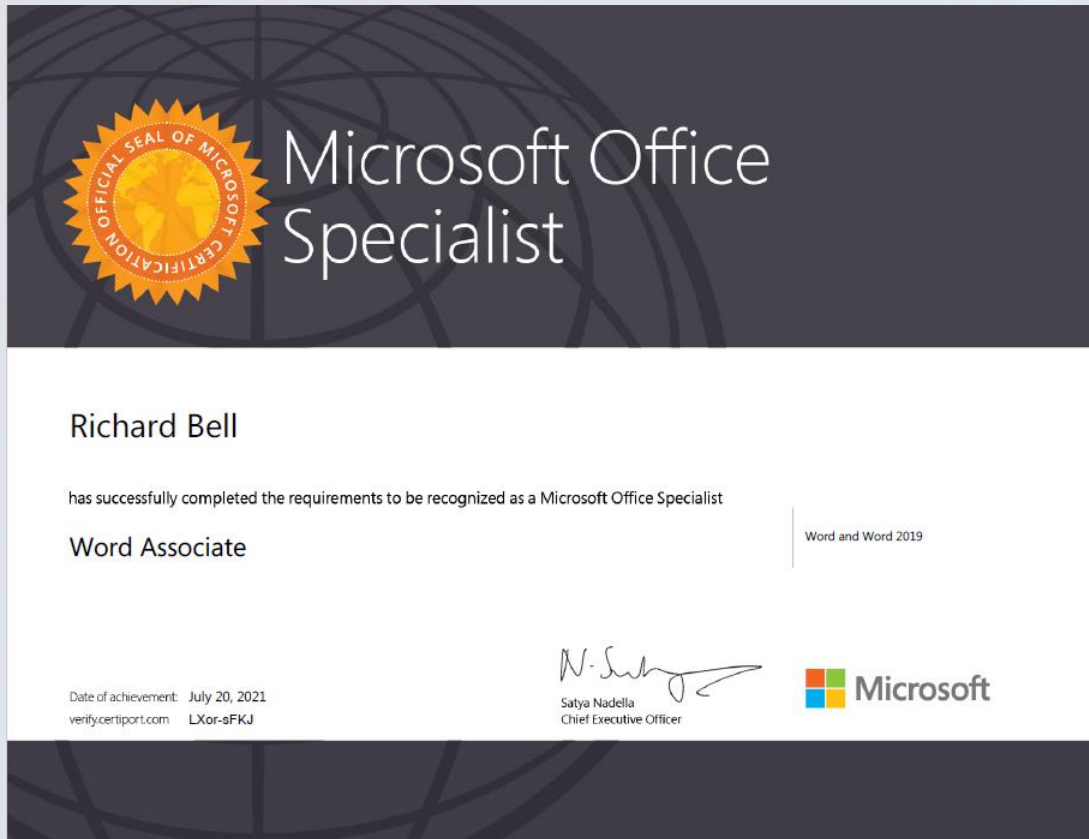 OFFICIAL SEAL OF MICROSOFT CERTIFICATION
Microsoft Office
Specialist
Richard Bell
has successfully completed the requirements to be recognized as a Microsoft Office Specialist
Word Associate
Word and Word 2019
Date of achievement: July 20, 2021
verify.certiport.com LXor-sFKJ
Satya Nadella
Chief Executive Officer
Microsoft